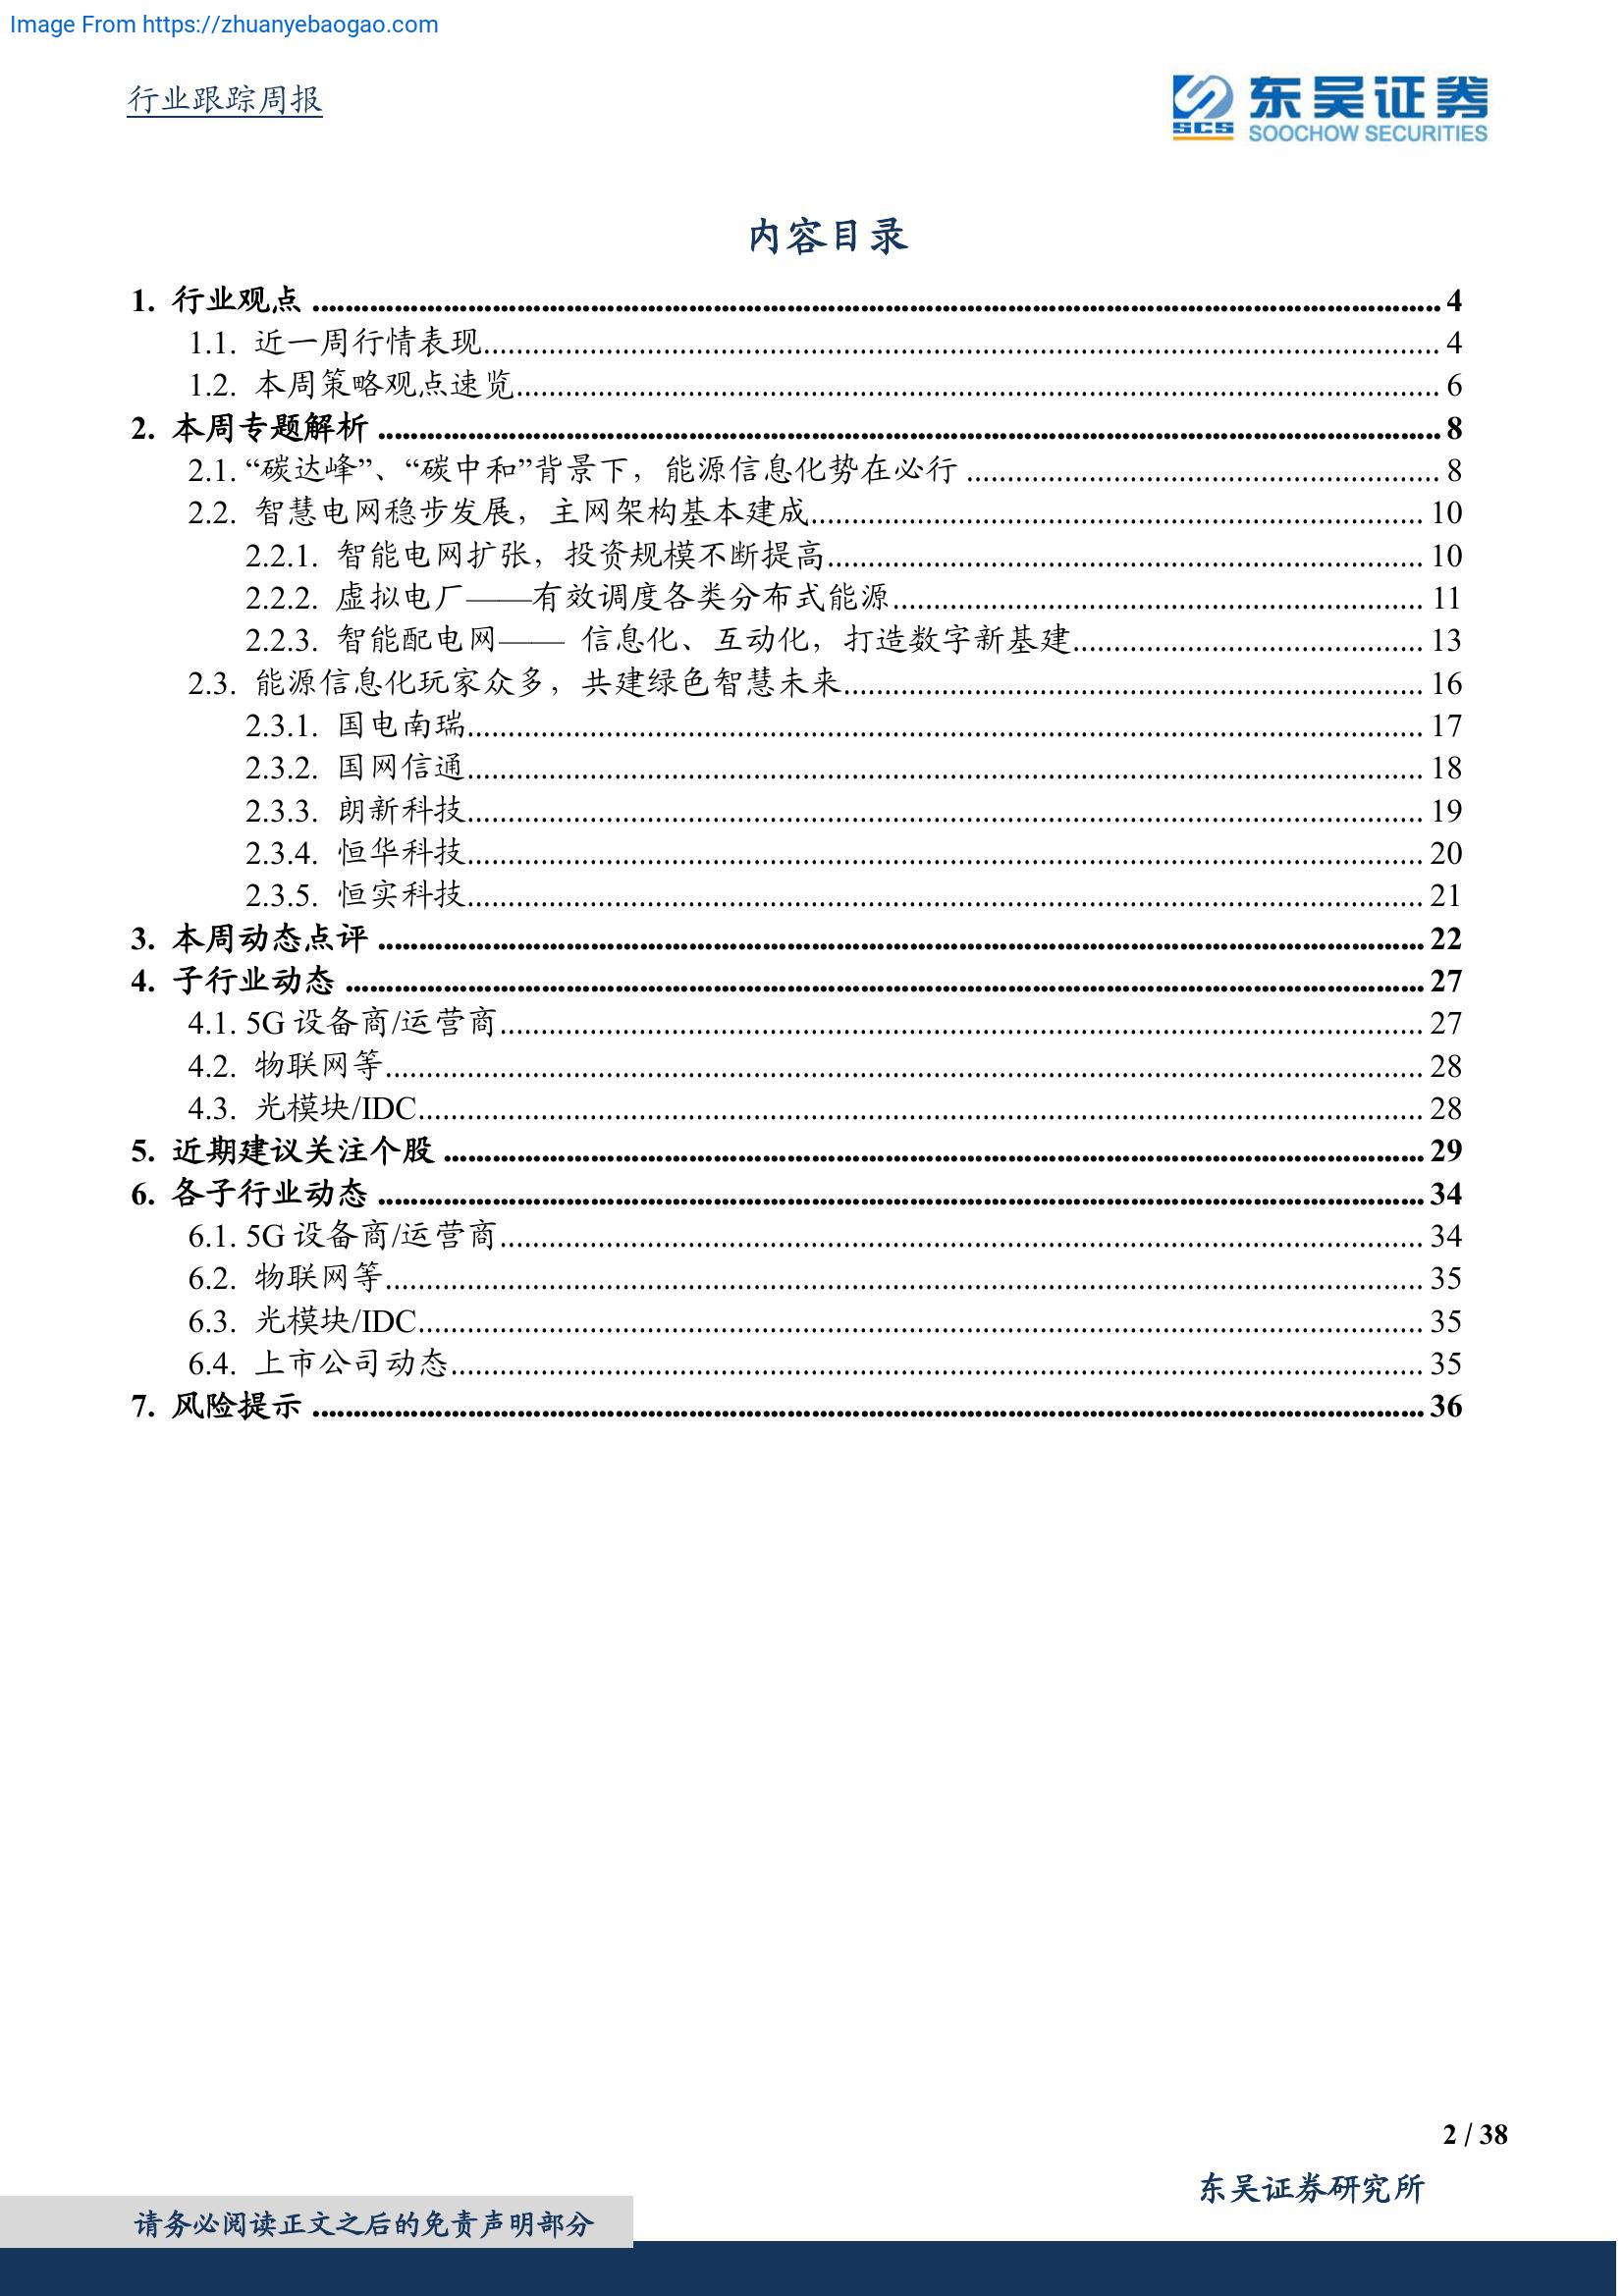 Image From https://zhuanyebaogao.com
行业跟踪周报
东吴证券
SCS SOOCHOW SECURITIES
内容目录
1. 行业观点 ........ 4
1.1. 近一周行情表现........ 4
1.2. 本周策略观点速览........ 6
2. 本周专题解析 ........ 8
2.1. “碳达峰”、“碳中和”背景下，能源信息化势在必行 ........ 8
2.2. 智慧电网稳步发展，主网架构基本建成........ 10
2.2.1. 智能电网扩张，投资规模不断提高........ 10
2.2.2. 虚拟电厂——有效调度各类分布式能源........ 11
2.2.3. 智能配电网—— 信息化、互动化，打造数字新基建........ 13
2.3. 能源信息化玩家众多，共建绿色智慧未来........ 16
2.3.1. 国电南瑞........ 17
2.3.2. 国网信通........ 18
2.3.3. 朗新科技........ 19
2.3.4. 恒华科技........ 20
2.3.5. 恒实科技........ 21
3. 本周动态点评 ........ 22
4. 子行业动态 ........ 27
4.1. 5G 设备商/运营商........ 27
4.2. 物联网等........ 28
4.3. 光模块/IDC........ 28
5. 近期建议关注个股 ........ 29
6. 各子行业动态 ........ 34
6.1. 5G 设备商/运营商........ 34
6.2. 物联网等........ 35
6.3. 光模块/IDC........ 35
6.4. 上市公司动态........ 35
7. 风险提示 ........ 36
2 / 38
东吴证券研究所
请务必阅读正文之后的免责声明部分